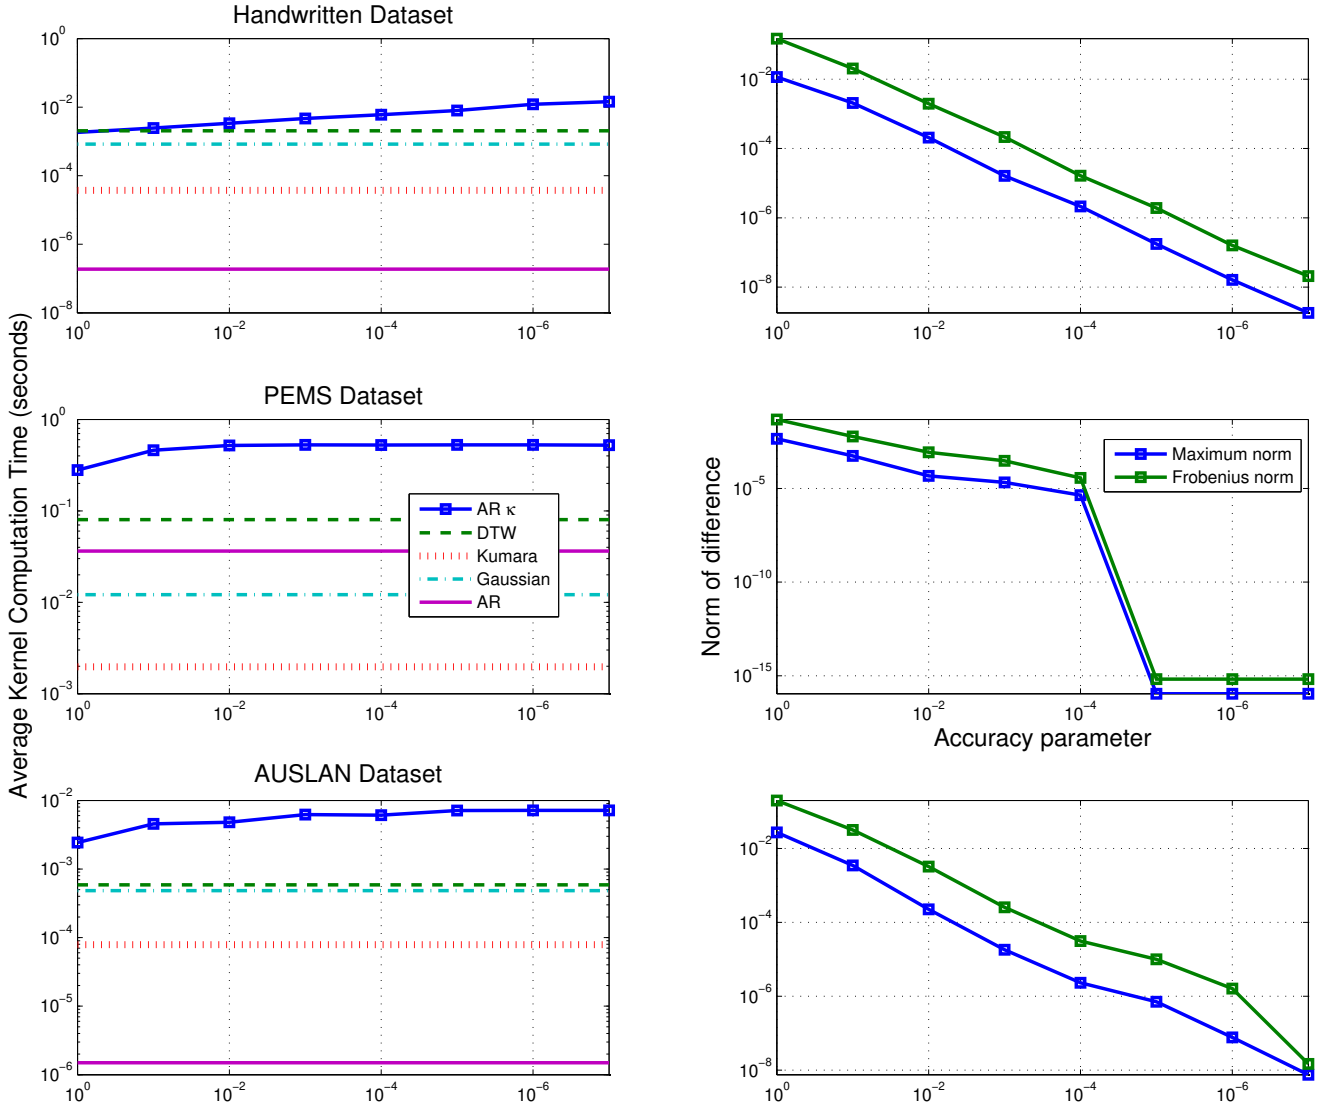 Handwritten Dataset
10^0
10^−2
10^−4
10^−6
10^−8
10^0 10^−2 10^−4 10^−6
10^−2
10^−4
10^−6
10^−8
10^0 10^−2 10^−4 10^−6
Average Kernel Computation Time (seconds)
PEMS Dataset
10^0
10^−1
10^−2
10^−3
10^0 10^−2 10^−4 10^−6
AR κ
DTW
Kumara
Gaussian
AR
Norm of difference
10^−5
10^−10
10^−15
10^0 10^−2 10^−4 10^−6
Maximum norm
Frobenius norm
Accuracy parameter
AUSLAN Dataset
10^−2
10^−3
10^−4
10^−5
10^−6
10^0 10^−2 10^−4 10^−6
10^−2
10^−4
10^−6
10^−8
10^0 10^−2 10^−4 10^−6